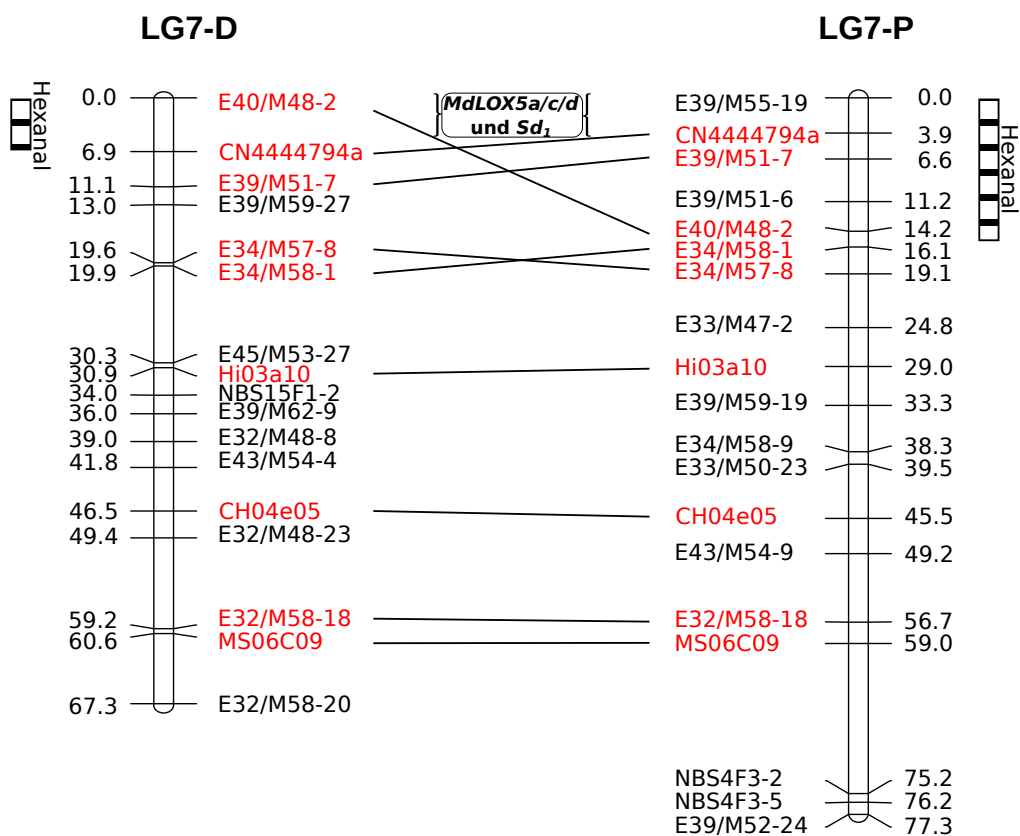 LG7-D
LG7-P
Hexanal
0.0 E40/M48-2
6.9 CN4444794a
11.1 E39/M51-7
13.0 E39/M59-27
19.6 E34/M57-8
19.9 E34/M58-1
30.3 E45/M53-27
30.9 Hi03a10
34.0 NBS15F1-2
36.0 E39/M62-9
39.0 E32/M48-8
41.8 E43/M54-4
46.5 CH04e05
49.4 E32/M48-23
59.2 E32/M58-18
60.6 MS06C09
67.3 E32/M58-20
MdLOX5a/c/d
und Sd₁
E39/M55-19 0.0
CN4444794a 3.9
E39/M51-7 6.6
E39/M51-6 11.2
E40/M48-2 14.2
E34/M58-1 16.1
E34/M57-8 19.1
E33/M47-2 24.8
Hi03a10 29.0
E39/M59-19 33.3
E34/M58-9 38.3
E33/M50-23 39.5
CH04e05 45.5
E43/M54-9 49.2
E32/M58-18 56.7
MS06C09 59.0
NBS4F3-2 75.2
NBS4F3-5 76.2
E39/M52-24 77.3
Hexanal